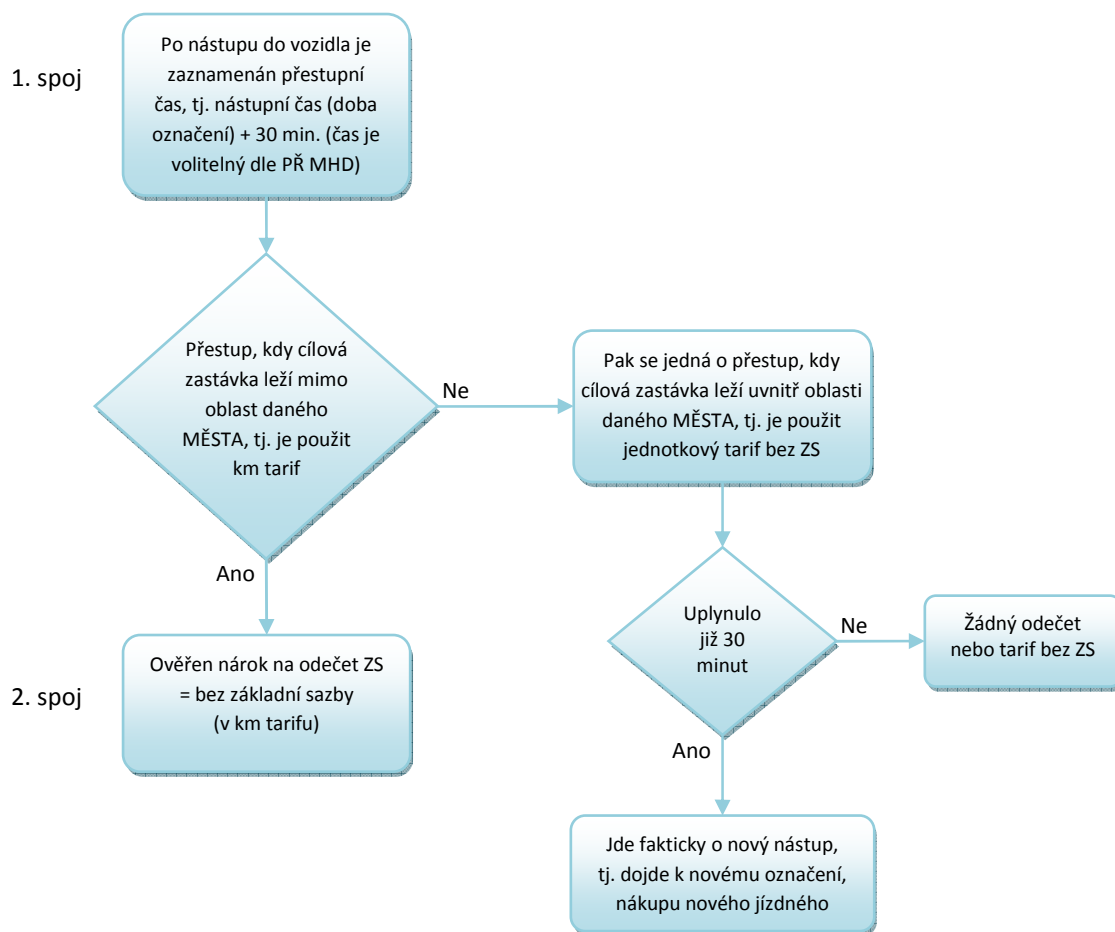 1. spoj
Po nástupu do vozidla je
zaznamenán přestupní
čas, tj. nástupní čas (doba
označení) + 30 min. (čas je
volitelný dle PŘ MHD)
Přestup, kdy cílová
zastávka leží mimo
oblast daného
MĚSTA, tj. je použit
km tarif
Ne
Pak se jedná o přestup, kdy
cílová zastávka leží uvnitř oblasti
daného MĚSTA, tj. je použit
jednotkový tarif bez ZS
Ano
2. spoj
Ověřen nárok na odečet ZS
= bez základní sazby
(v km tarifu)
Uplynulo
již 30
minut
Ne
Žádný odečet
nebo tarif bez ZS
Ano
Jde fakticky o nový nástup,
tj. dojde k novému označení,
nákupu nového jízdného